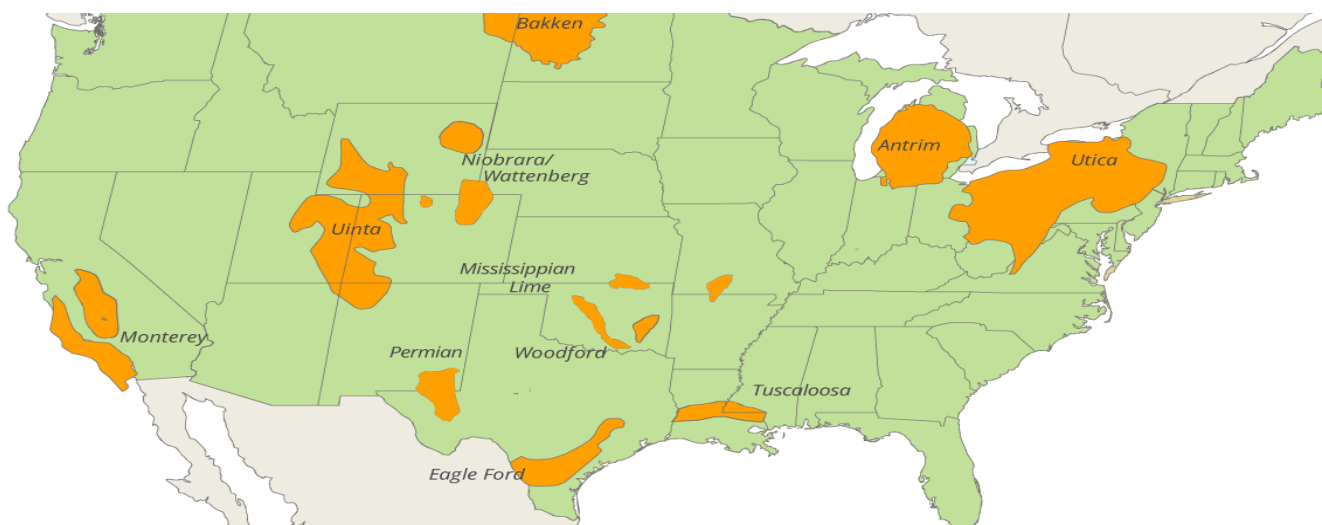 Bakken
Antrim
Utica
Niobrara/
Wattenberg
Uinta
Mississippian
Lime
Monterey
Permian
Woodford
Tuscaloosa
Eagle Ford